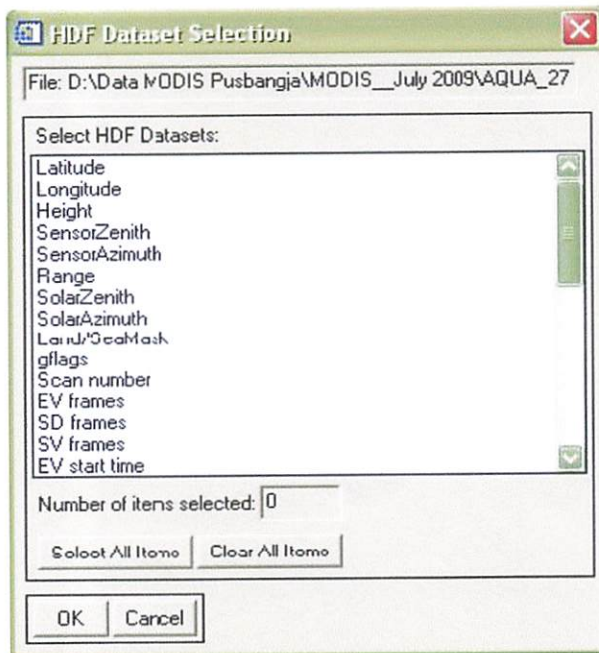 HDF Dataset Selection
File: D:\Data MODIS Pusbangja\MODIS__July 2009\AQUA_27
Select HDF Datasets:
Latitude
Longitude
Height
SensorZenith
SensorAzimuth
Range
SolarZenith
SolarAzimuth
Land/SeaMask
gflags
Scan number
EV frames
SD frames
SV frames
EV start time
Number of items selected: 0
Select All Items Clear All Items
OK Cancel